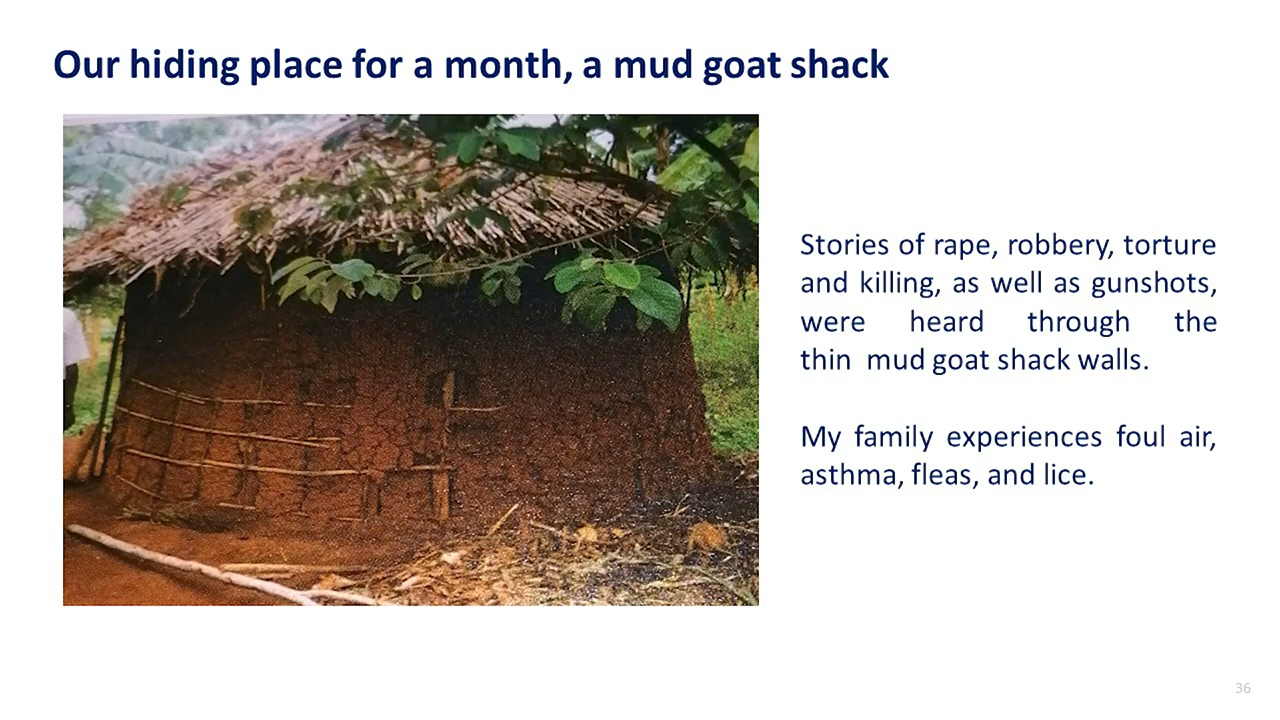 Our hiding place for a month, a mud goat shack
Stories of rape, robbery, torture
and killing, as well as gunshots,
were heard through the
thin  mud goat shack walls.
My family experiences foul air,
asthma, fleas, and lice.
36